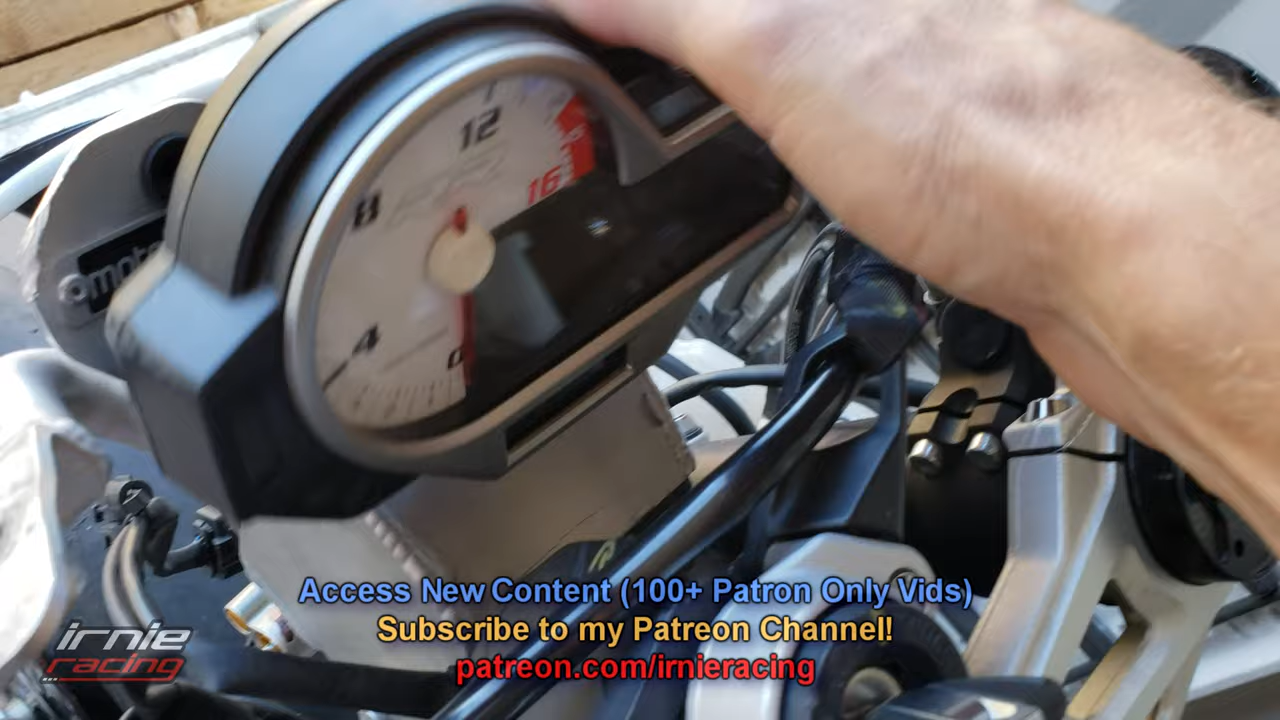 12
16
8
4
0
Access New Content (100+ Patron Only Vids)
Subscribe to my Patreon Channel!
patreon.com/irnieracing
irnie
racing